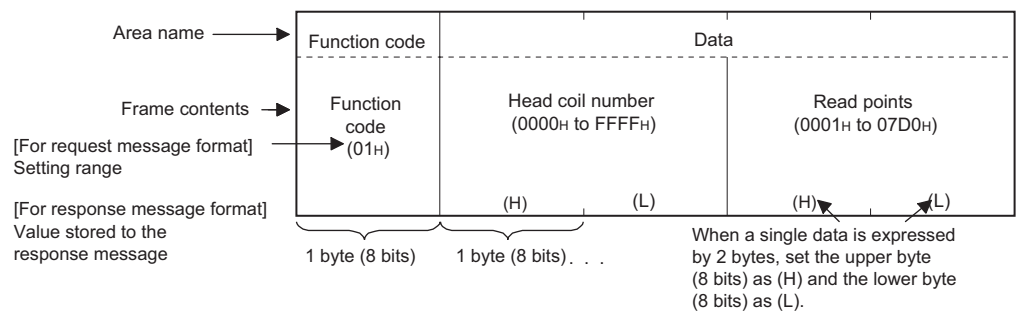 Area name
Function code
Data
Frame contents
Function
code
(01H)
Head coil number
(0000H to FFFFH)
Read points
(0001H to 07D0H)
[For request message format]
Setting range
[For response message format]
Value stored to the
response message
(H)
(L)
(H)
(L)
1 byte (8 bits)
1 byte (8 bits). . .
When a single data is expressed
by 2 bytes, set the upper byte
(8 bits) as (H) and the lower byte
(8 bits) as (L).